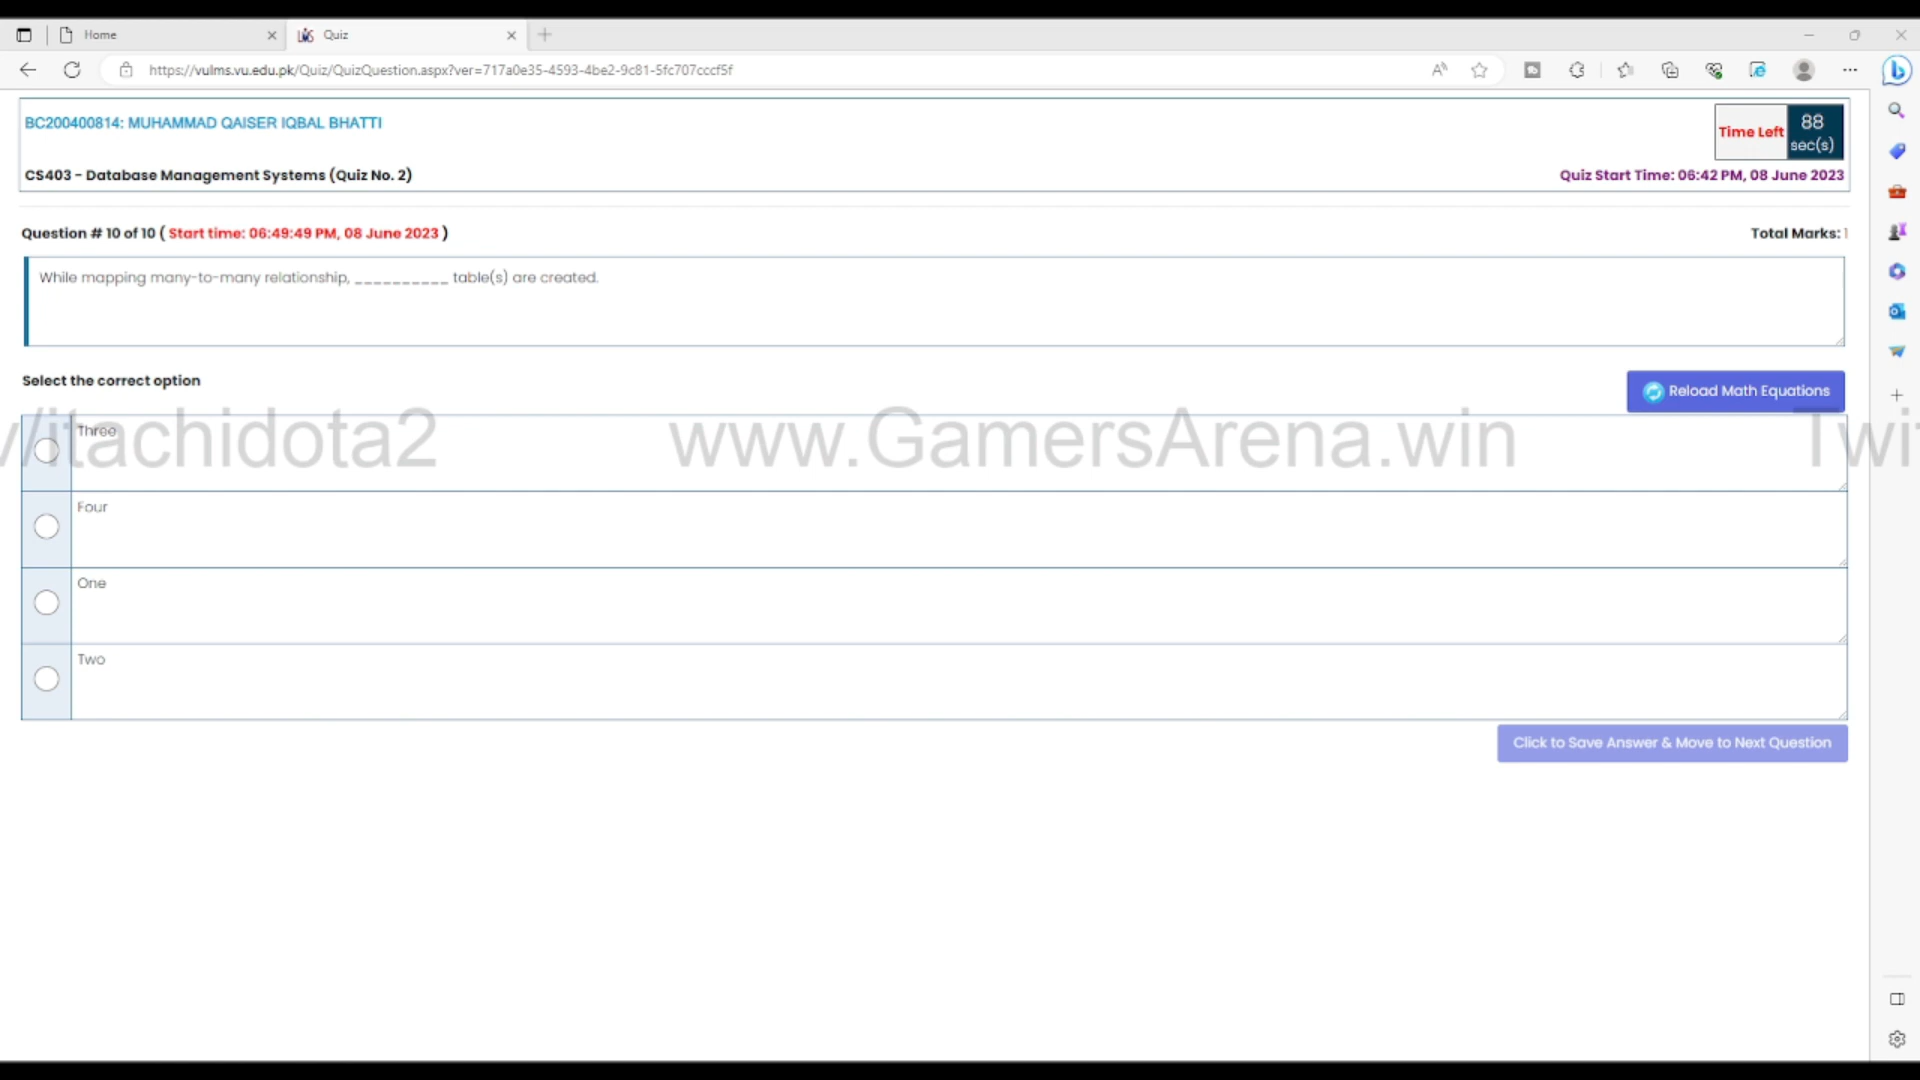 Home
Quiz
https://vulms.vu.edu.pk/Quiz/QuizQuestion.aspx?ver=717a0e35-4593-4be2-9c81-5fc707cccf5f
BC200400814: MUHAMMAD QAISER IQBAL BHATTI
Time Left
88
sec(s)
CS403 - Database Management Systems (Quiz No. 2)
Quiz Start Time: 06:42 PM, 08 June 2023
Question # 10 of 10 ( Start time: 06:49:49 PM, 08 June 2023 )
Total Marks: 1
While mapping many-to-many relationship, __________ table(s) are created.
Select the correct option
Reload Math Equations
Three
/itachidota2
www.GamersArena.win
Twi
Four
One
Two
Click to Save Answer & Move to Next Question